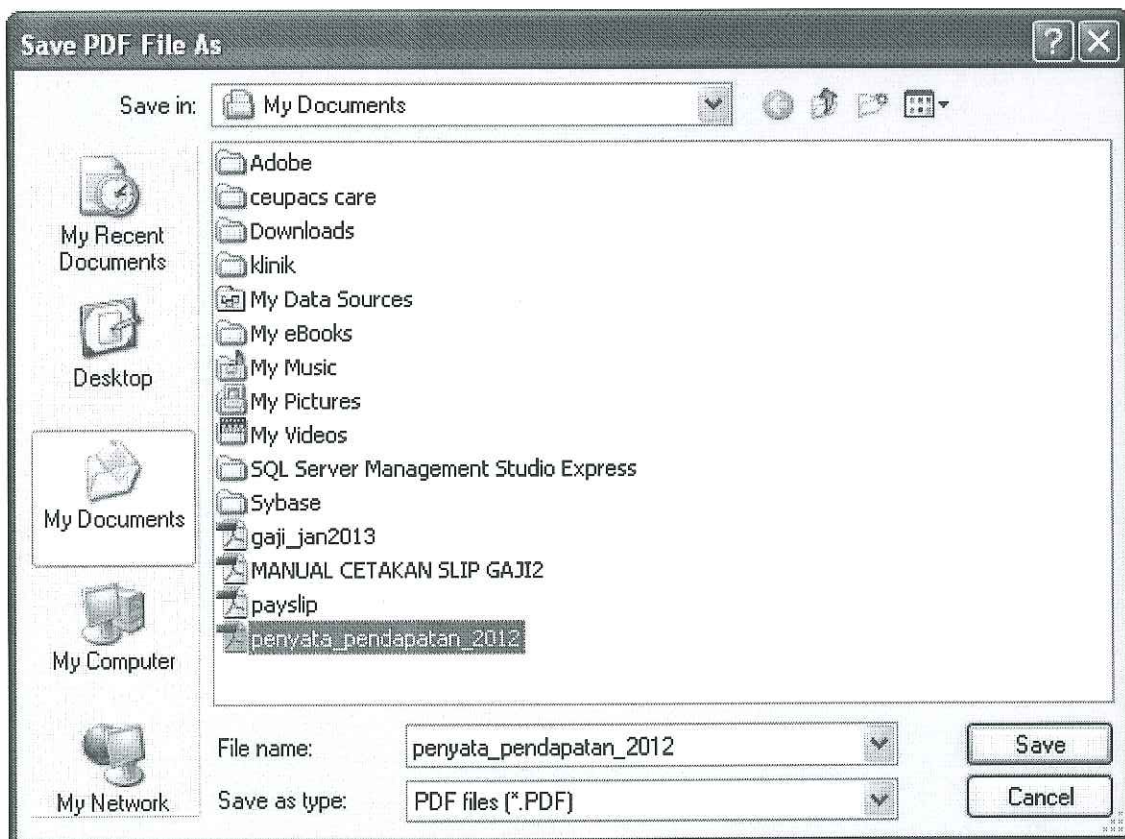 Save PDF File As
Save in:
My Documents
My Recent
Documents
Desktop
My Documents
My Computer
My Network
Adobe
ceupacs care
Downloads
klinik
My Data Sources
My eBooks
My Music
My Pictures
My Videos
SQL Server Management Studio Express
Sybase
gaji_jan2013
MANUAL CETAKAN SLIP GAJI2
payslip
penyata_pendapatan_2012
File name:
penyata_pendapatan_2012
Save
Save as type:
PDF files (*.PDF)
Cancel